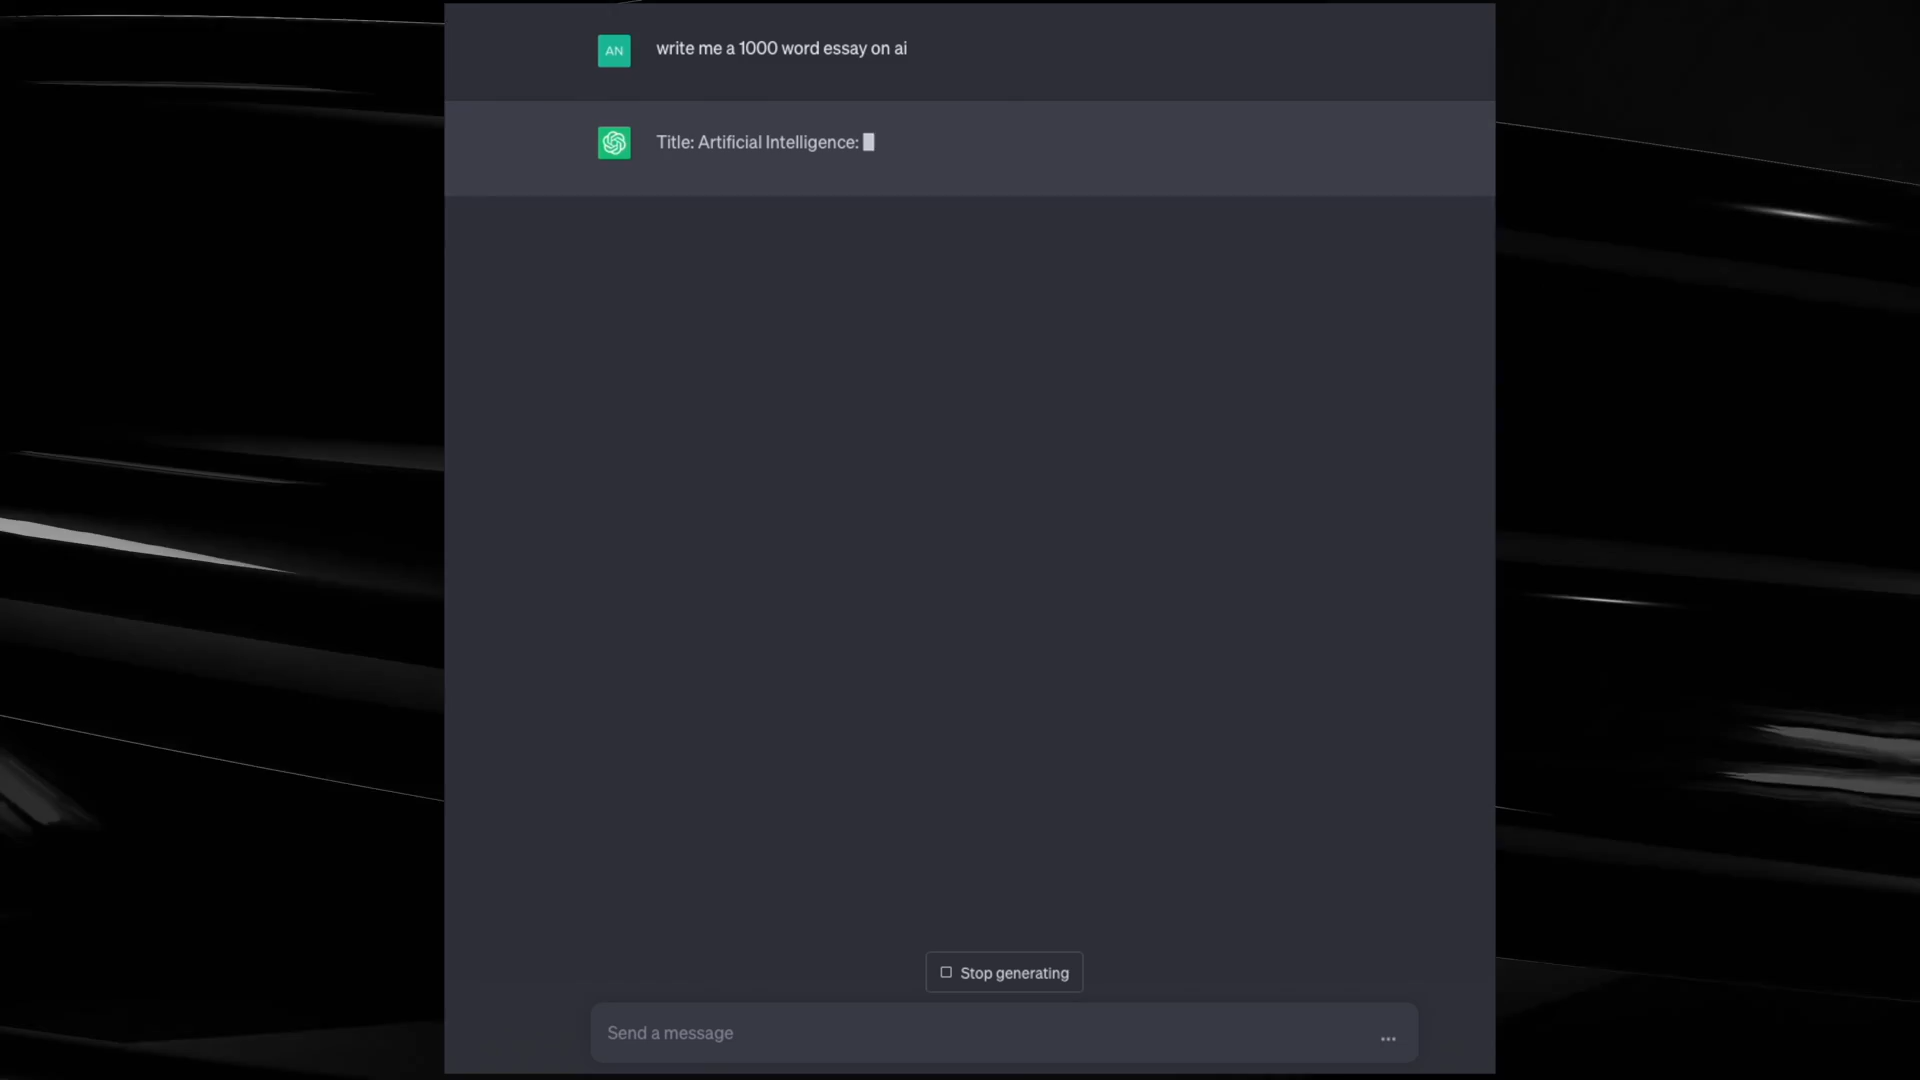 AN
write me a 1000 word essay on ai
Title: Artificial Intelligence:
Stop generating
Send a message
...